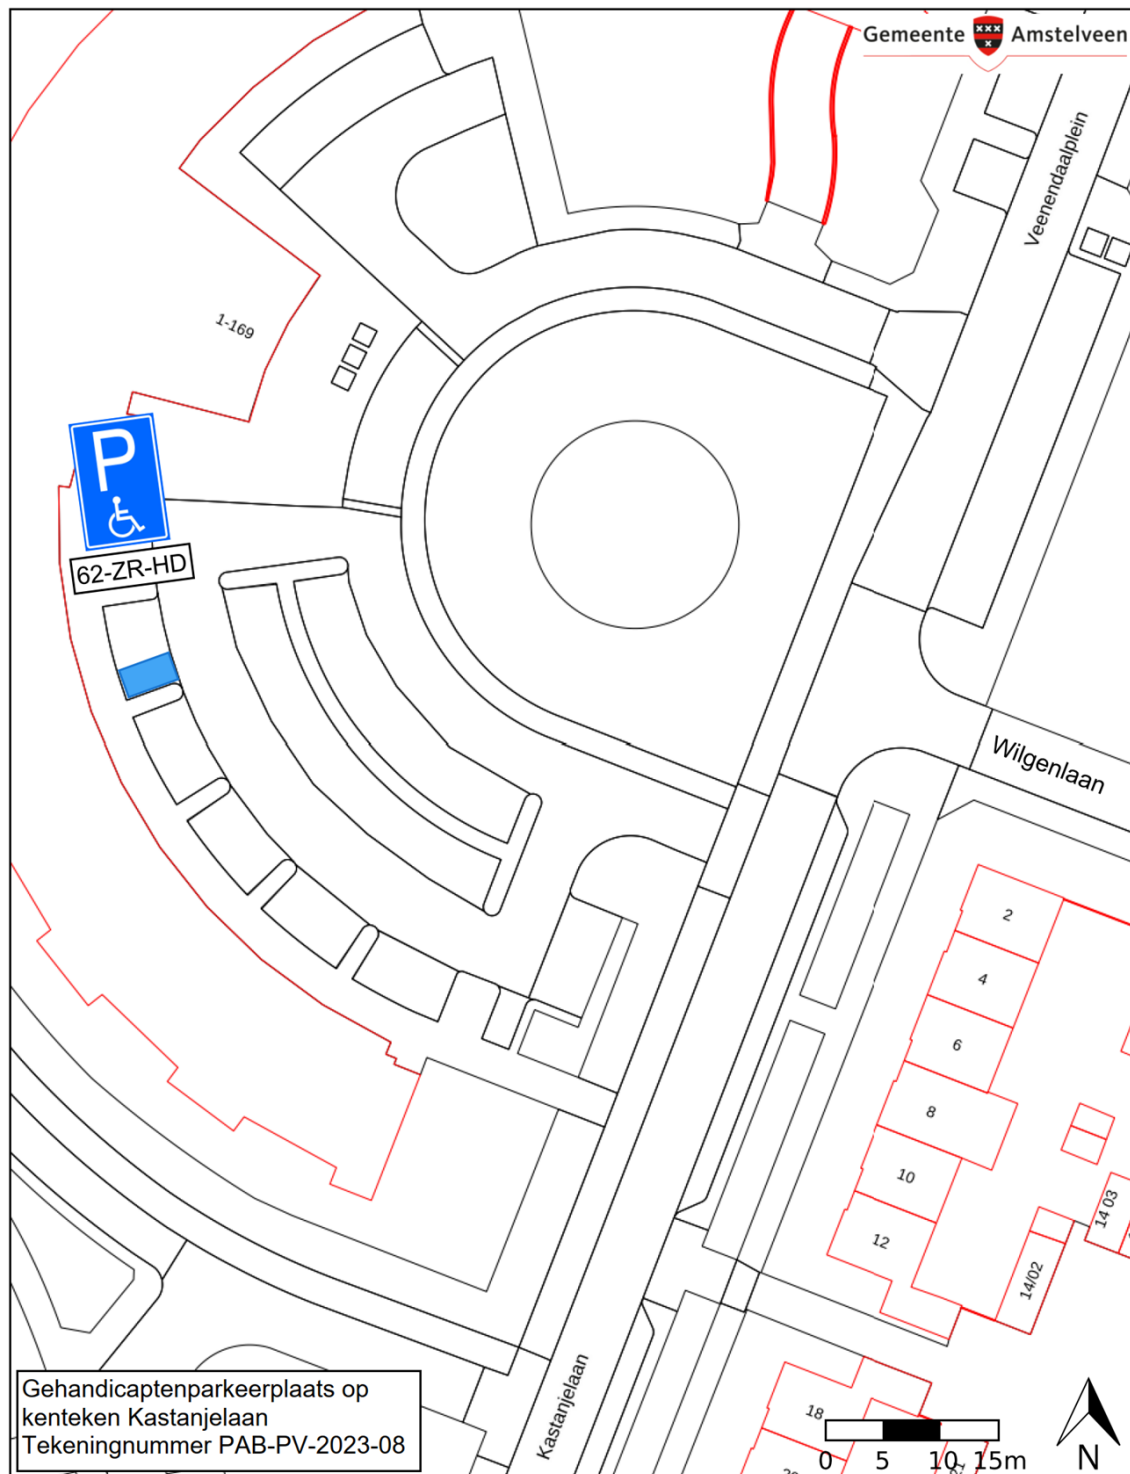 Gemeente Amstelveen
Veenendaalplein
1-169
P
62-ZR-HD
Wilgenlaan
2
4
6
8
10
12
14 03
14/02
18
Kastanjelaan
Gehandicaptenparkeerplaats op
kenteken Kastanjelaan
Tekeningnummer PAB-PV-2023-08
0 5 10 15m
N